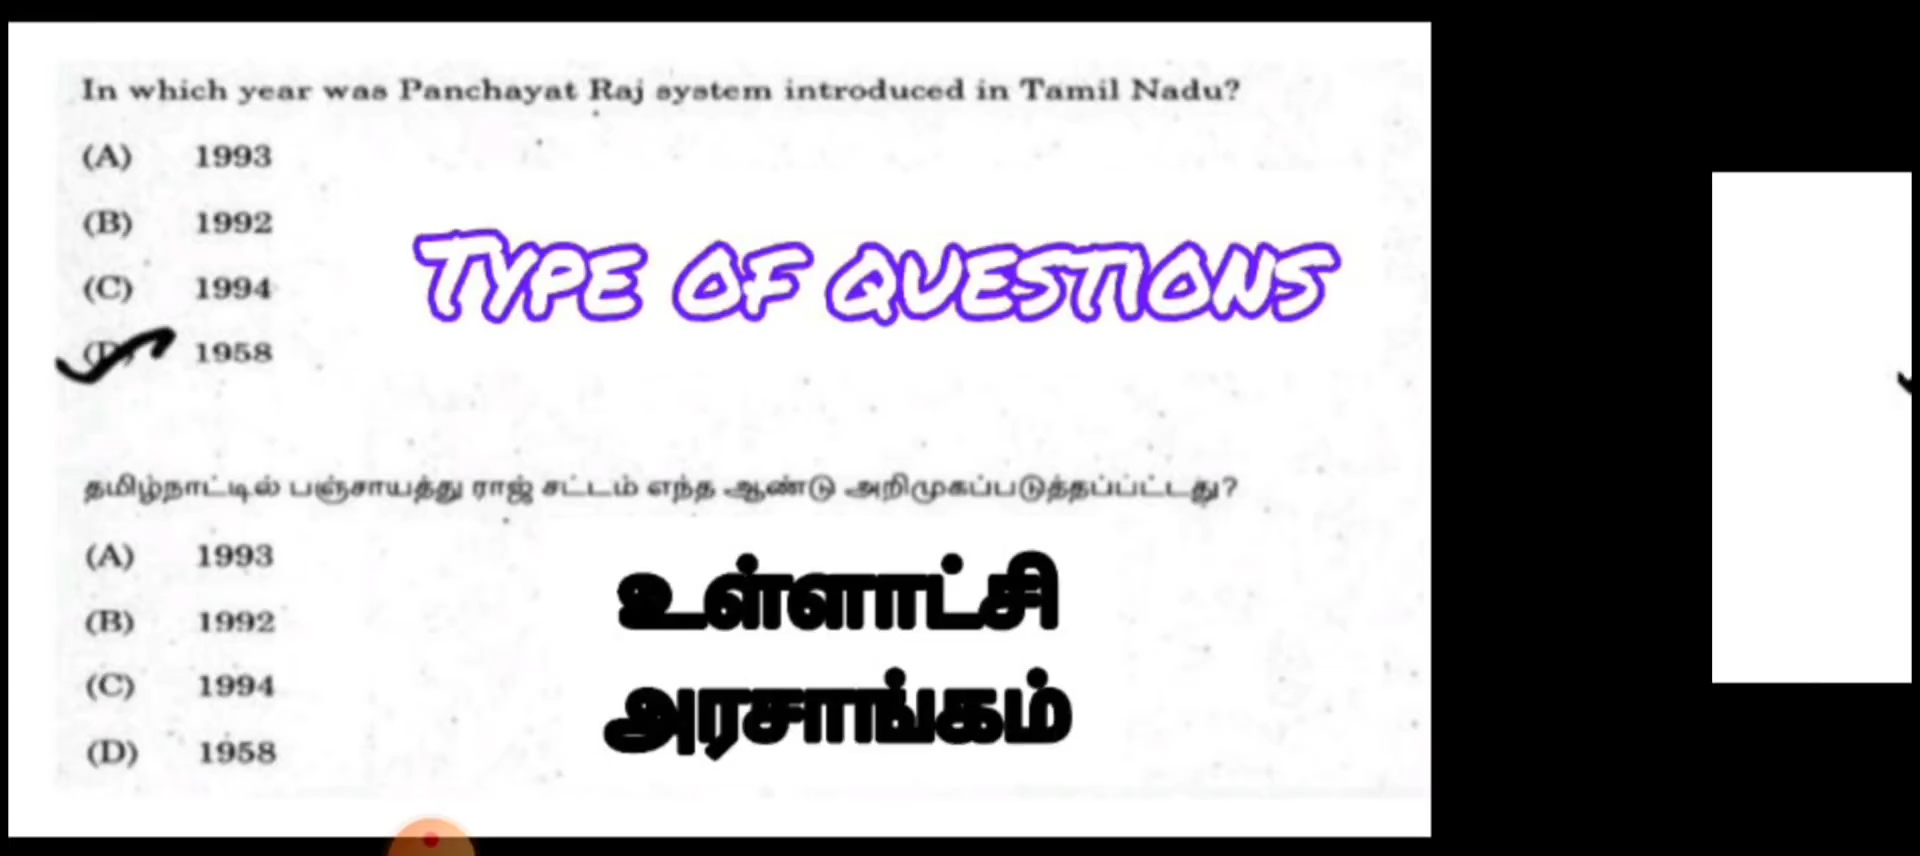 In which year was Panchayat Raj system introduced in Tamil Nadu?
(A) 1993
(B) 1992
(C) 1994
(D) 1958
TYPE OF QUESTIONS
தமிழ்நாட்டில் பஞ்சாயத்து ராஜ் சட்டம் எந்த ஆண்டு அறிமுகப்படுத்தப்ப்ட்டது?
(A) 1993
(B) 1992
(C) 1994
(D) 1958
உள்ளாட்சி
அரசாங்கம்